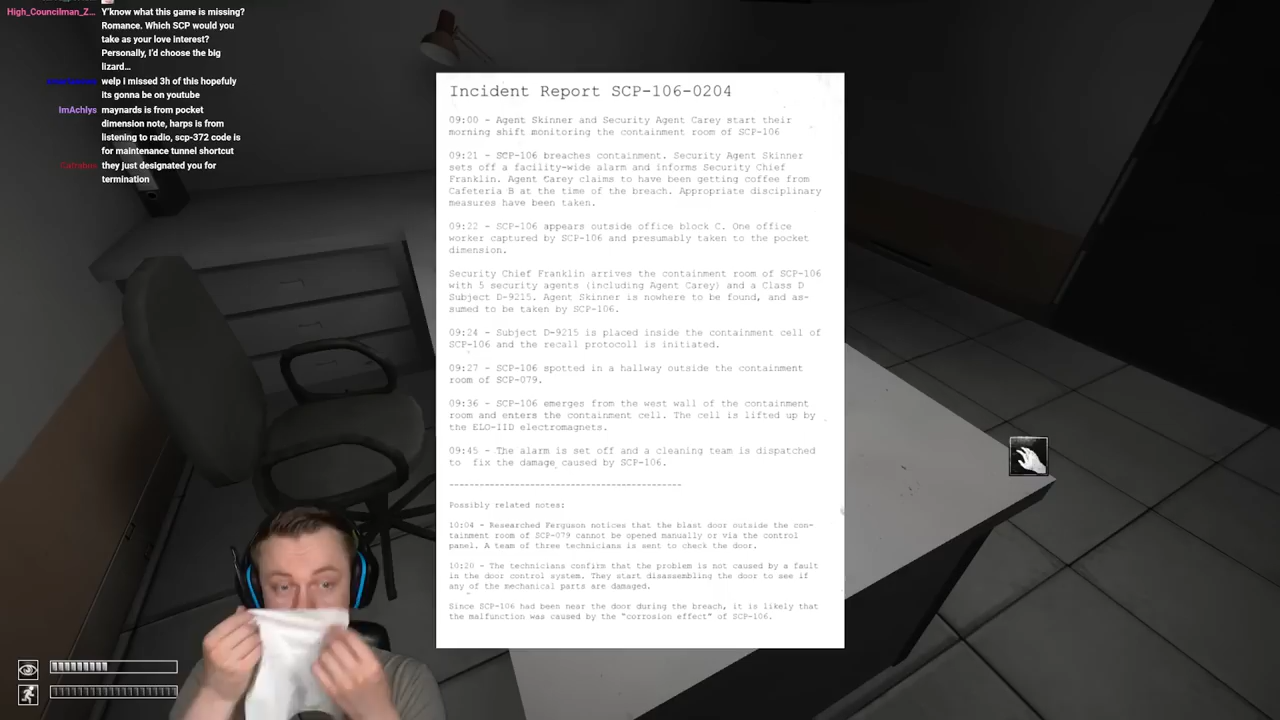 High_Councilman_Z...
Y'know what this game is missing?
Romance. Which SCP would you
take as your love interest?
Personally, I'd choose the big
lizard...
welp I missed 3h of this hopefuly
its gonna be on youtube
ImAchlys
maynards is from pocket
dimension note, harps is from
listening to radio, scp-372 code is
for maintenance tunnel shortcut
they just designated you for
termination
Incident Report SCP-106-0204
09:00 - Agent Skinner and Security Agent Carey start their
morning shift monitoring the containment room of SCP-106
09:21 - SCP-106 breaches containment. Security Agent Skinner
sets off a facility-wide alarm and informs Security Chief
Franklin. Agent Carey claims to have been getting coffee from
Cafeteria B at the time of the breach. Appropriate disciplinary
measures have been taken.
09:22 - SCP-106 appears outside office block C. One office
worker captured by SCP-106 and presumably taken to the pocket
dimension.
Security Chief Franklin arrives the containment room of SCP-106
with 5 security agents (including Agent Carey) and a Class D
Subject D-9215. Agent Skinner is nowhere to be found, and as-
sumed to be taken by SCP-106.
09:24 - Subject D-9215 is placed inside the containment cell of
SCP-106 and the recall protocoll is initiated.
09:27 - SCP-106 spotted in a hallway outside the containment
room of SCP-079.
09:36 - SCP-106 emerges from the west wall of the containment
room and enters the containment cell. The cell is lifted up by
the ELO-IID electromagnets.
09:45 - The alarm is set off and a cleaning team is dispatched
to fix the damage caused by SCP-106.
----------------------------------------------
Possibly related notes:
10:04 - Researched Ferguson notices that the blast door outside the con-
tainment room of SCP-079 cannot be opened manually or via the control
panel. A team of three technicians is sent to check the door.
10:20 - The technicians confirm that the problem is not caused by a fault
in the door control system. They start disassembling the door to see if
any of the mechanical parts are damaged.
Since SCP-106 had been near the door during the breach, it is likely that
the malfunction was caused by the "corrosion effect" of SCP-106.